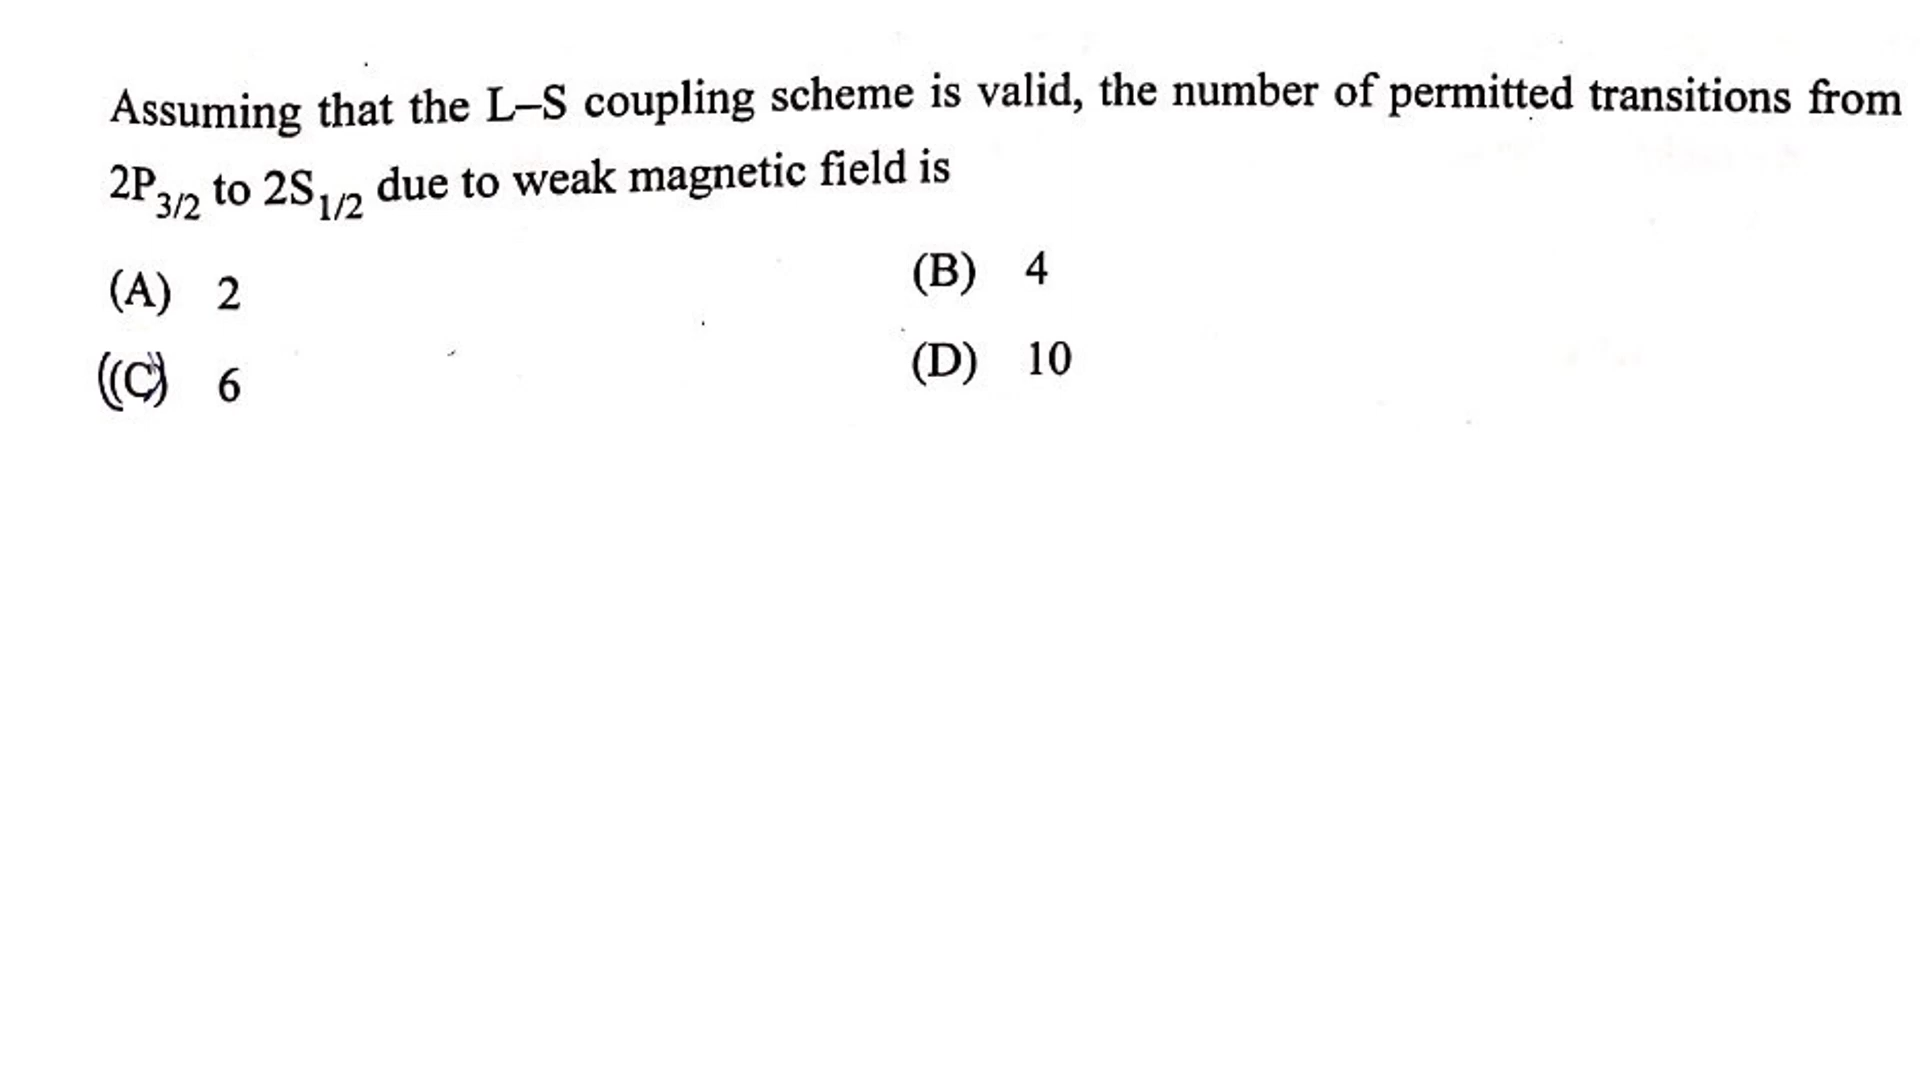 Assuming that the L–S coupling scheme is valid, the number of permitted transitions from
2P3/2 to 2S1/2 due to weak magnetic field is
(A) 2
(B) 4
(C) 6
(D) 10